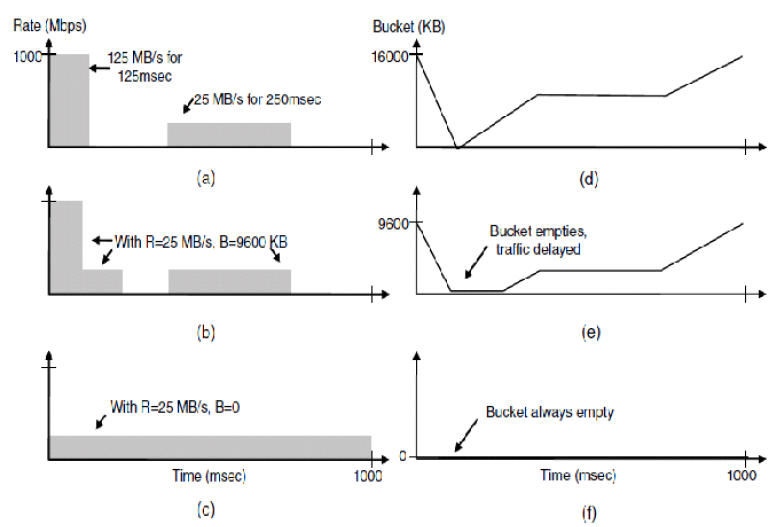 Rate (Mbps)
1000
125 MB/s for
125msec
25 MB/s for 250msec
(a)
Bucket (KB)
16000
(d)
With R=25 MB/s, B=9600 KB
(b)
9600
Bucket empties,
traffic delayed
(e)
With R=25 MB/s, B=0
Time (msec)
1000
(c)
Bucket always empty
0
Time (msec)
1000
(f)